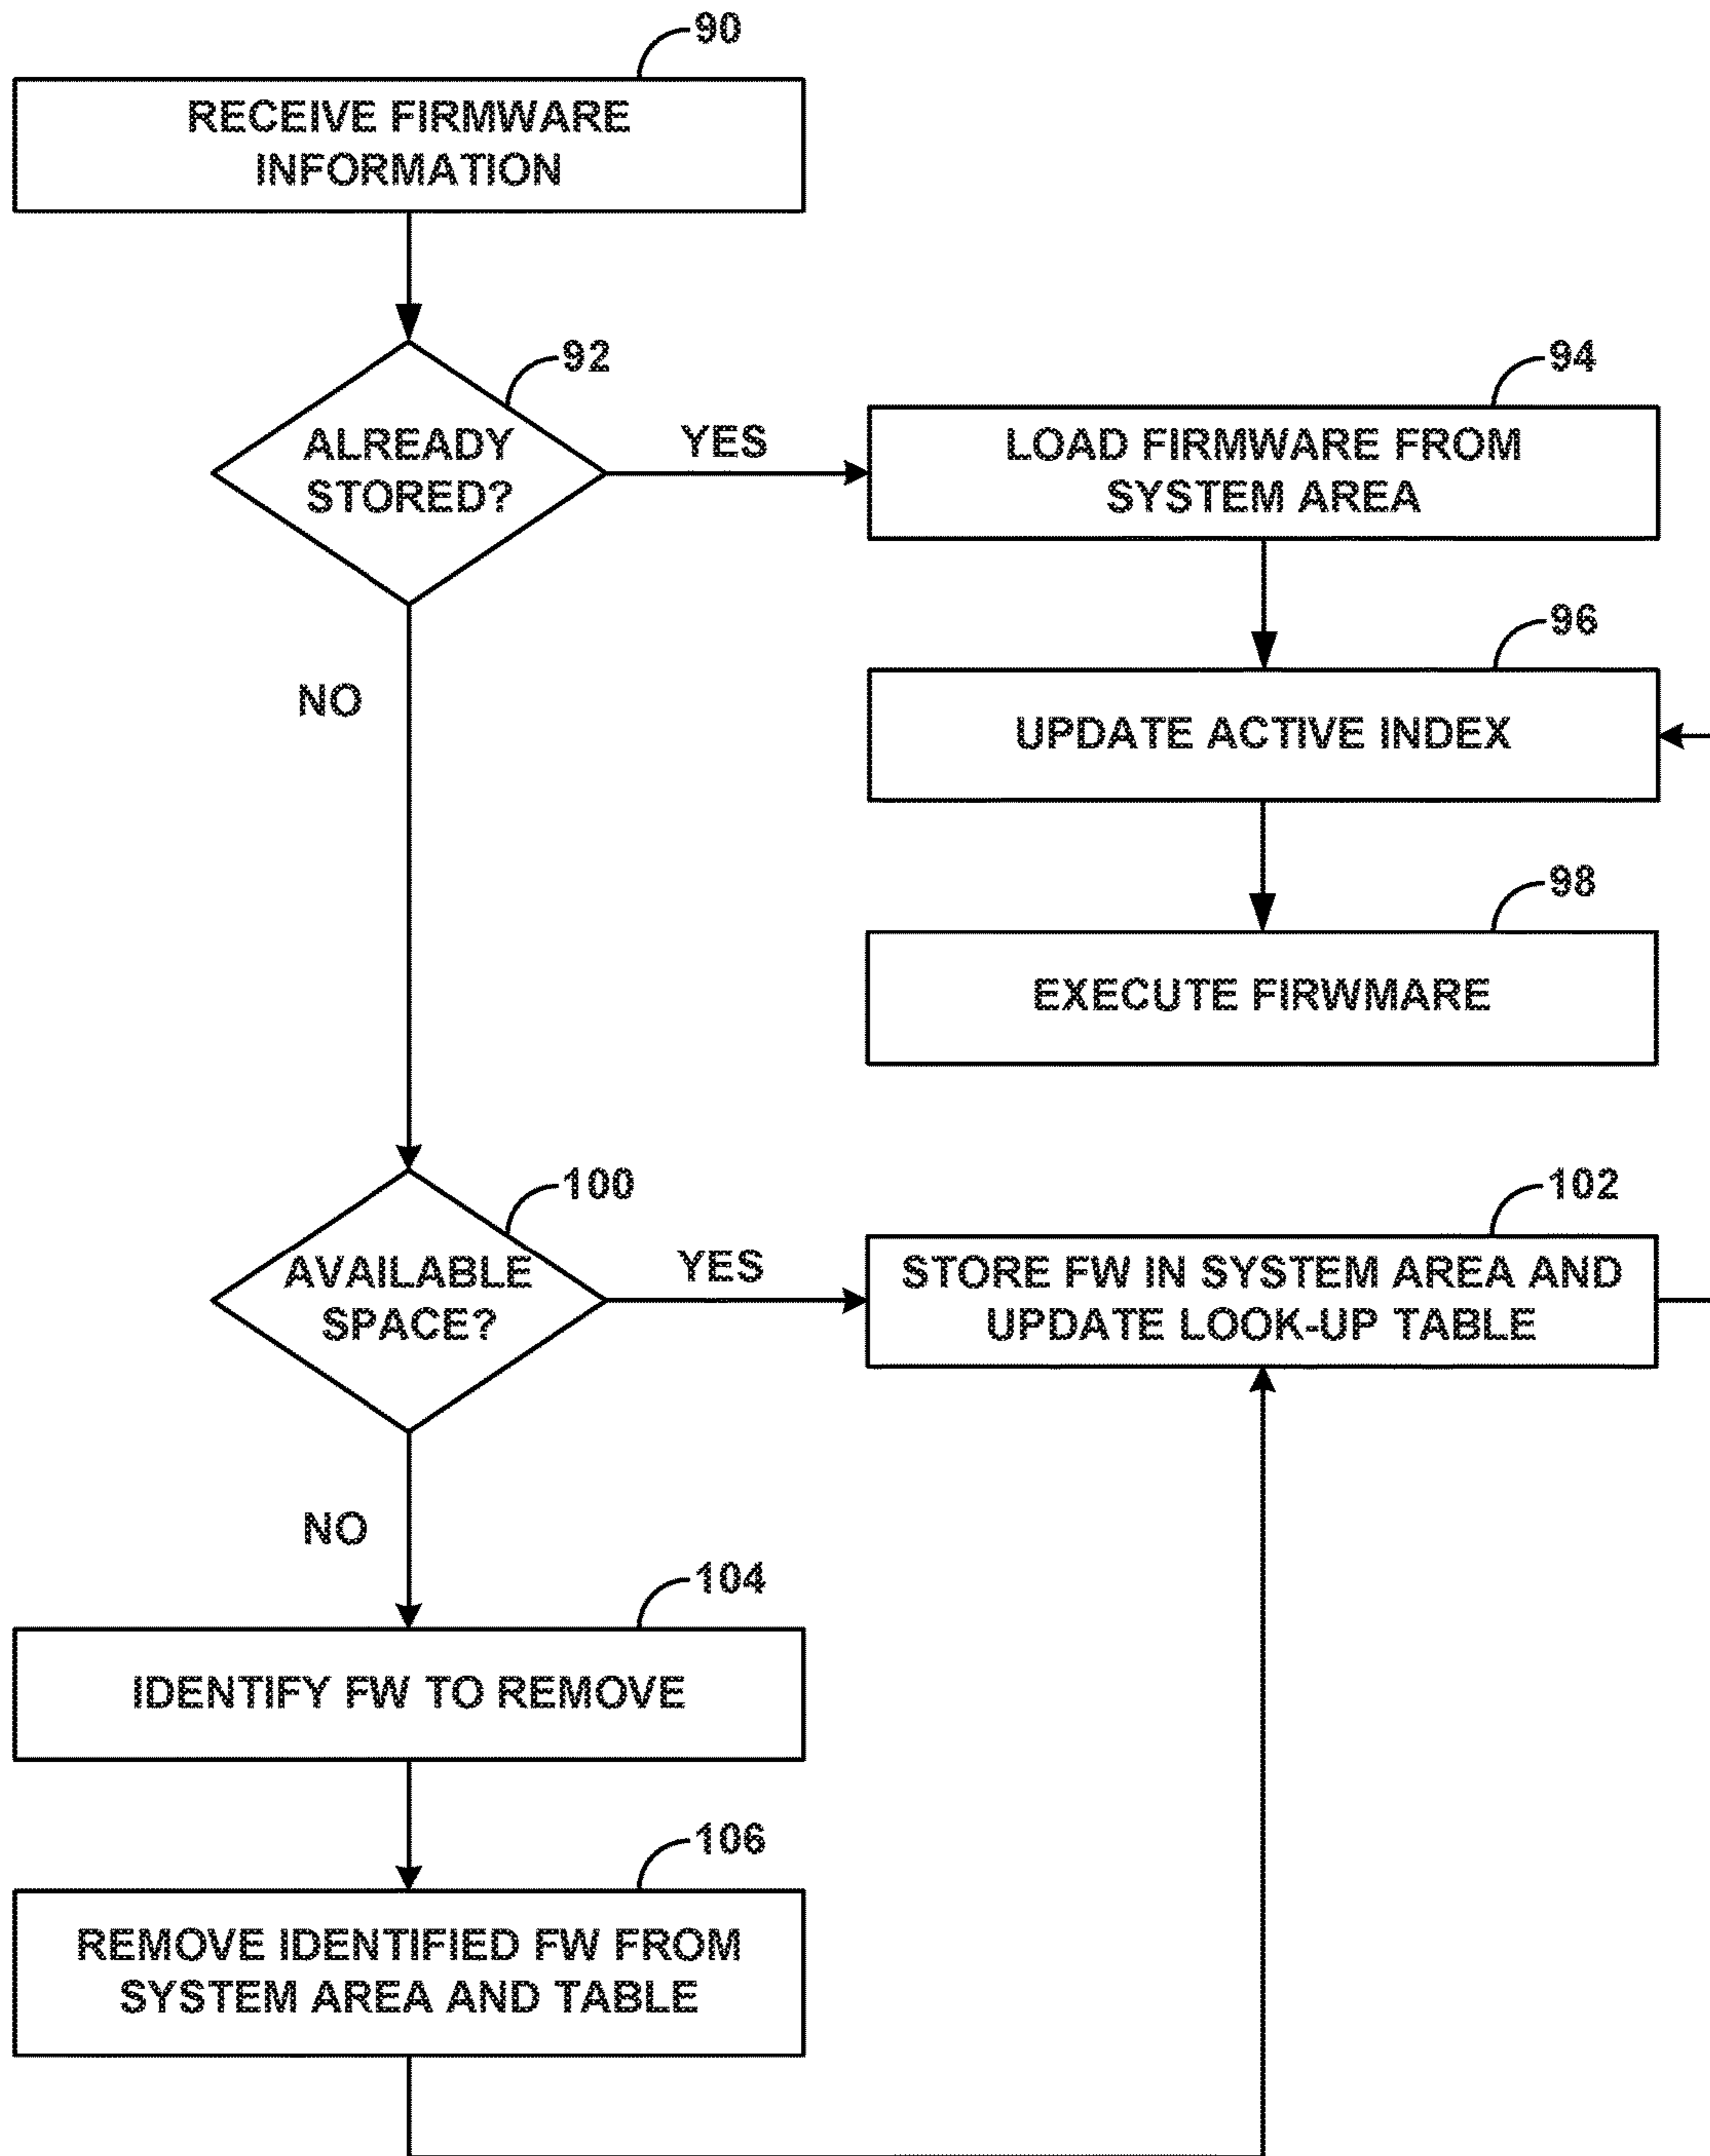 90
RECEIVE FIRMWARE
INFORMATION
92
ALREADY
STORED?
YES
94
LOAD FIRMWARE FROM
SYSTEM AREA
96
UPDATE ACTIVE INDEX
98
EXECUTE FIRWMARE
NO
100
AVAILABLE
SPACE?
YES
102
STORE FW IN SYSTEM AREA AND
UPDATE LOOK-UP TABLE
NO
104
IDENTIFY FW TO REMOVE
106
REMOVE IDENTIFIED FW FROM
SYSTEM AREA AND TABLE